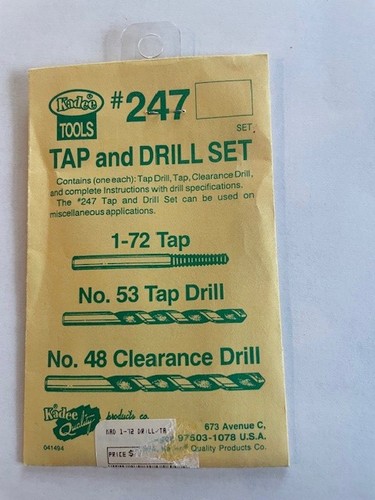 Kadee
TOOLS
#247
SET
TAP and DRILL SET
Contains (one each): Tap Drill, Tap, Clearance Drill,
and complete Instructions with drill specifications.
The #247 Tap and Drill Set can be used on
miscellaneous applications.
1-72 Tap
No. 53 Tap Drill
No. 48 Clearance Drill
Kadee
Quality
products co.
673 Avenue C,
97503-1078 U.S.A.
Quality Products Co.
KAD 1-72 DRILL/TA
PRICE $
041494